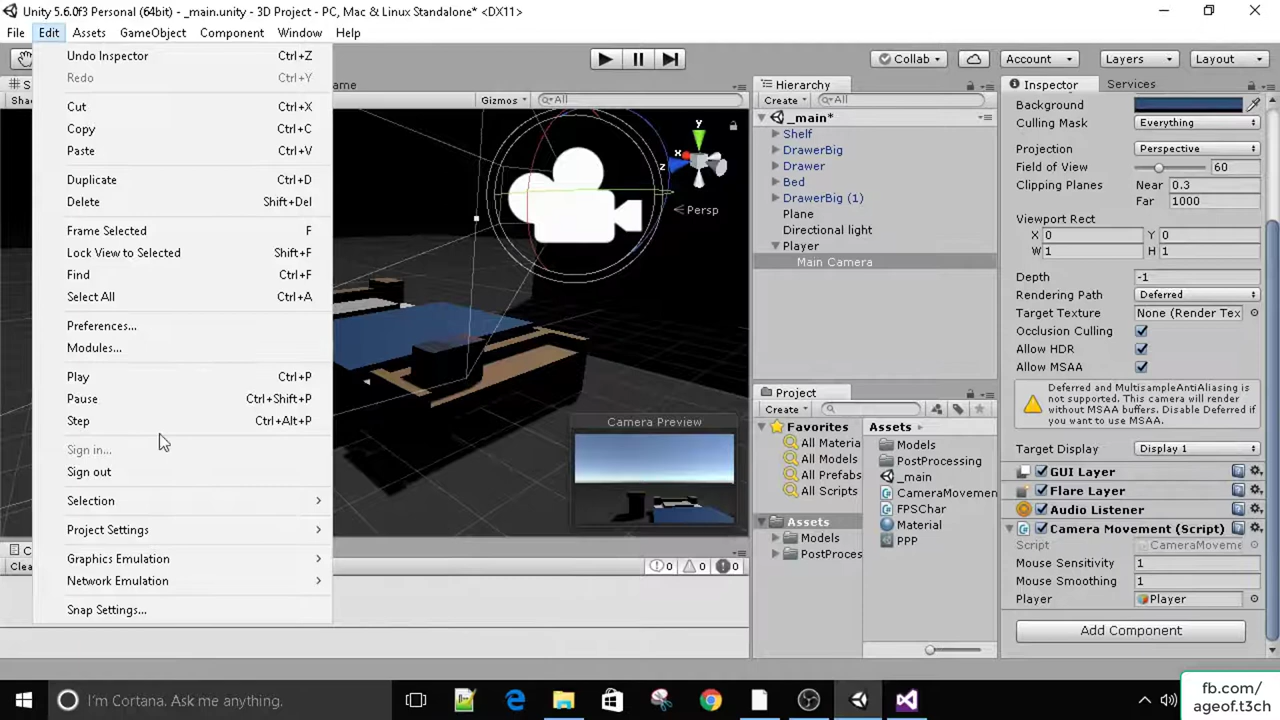 Unity 5.6.0f3 Personal (64bit) - _main.unity - 3D Project - PC, Mac & Linux Standalone* <DX11>
File Edit Assets GameObject Component Window Help
Collab Account Layers Layout
Undo Inspector Ctrl+Z
Redo Ctrl+Y
Cut Ctrl+X
Copy Ctrl+C
Paste Ctrl+V
Duplicate Ctrl+D
Delete Shift+Del
Frame Selected F
Lock View to Selected Shift+F
Find Ctrl+F
Select All Ctrl+A
Preferences...
Modules...
Play Ctrl+P
Pause Ctrl+Shift+P
Step Ctrl+Alt+P
Sign in...
Sign out
Selection
Project Settings
Graphics Emulation
Network Emulation
Snap Settings...
Gizmos All
y
x
z
Persp
Camera Preview
0 0 0
Hierarchy
Create All
_main*
Shelf
DrawerBig
Drawer
Bed
DrawerBig (1)
Plane
Directional light
Player
Main Camera
Project
Create
Favorites
All Materia
All Models
All Prefabs
All Scripts
Assets
Models
PostProces
Assets
Models
PostProcessing
_main
CameraMovemen
FPSChar
Material
PPP
Inspector Services
Background
Culling Mask Everything
Projection Perspective
Field of View 60
Clipping Planes Near 0.3
Far 1000
Viewport Rect
X 0 Y 0
W 1 H 1
Depth -1
Rendering Path Deferred
Target Texture None (Render Tex
Occlusion Culling
Allow HDR
Allow MSAA
Deferred and MultisampleAntiAliasing is
not supported. This camera will render
without MSAA buffers. Disable Deferred if
you want to use MSAA.
Target Display Display 1
GUI Layer
Flare Layer
Audio Listener
Camera Movement (Script)
Script CameraMoveme
Mouse Sensitivity 1
Mouse Smoothing 1
Player Player
Add Component
I'm Cortana. Ask me anything.
fb.com/
ageof.t3ch